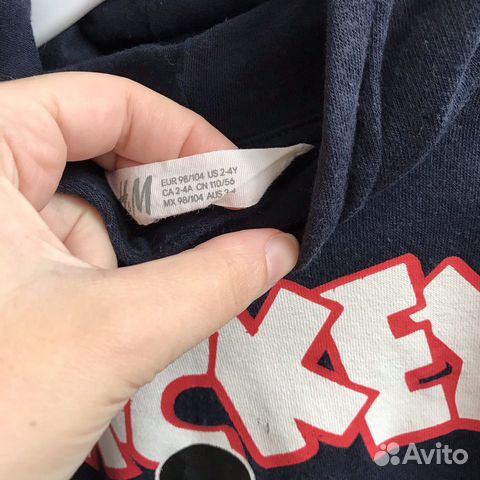 H&M
EUR 98/104 US 2-4Y
CA 2-4A CN 110/56
MX 98/104 AUS 2-4
ICKEY
Avito